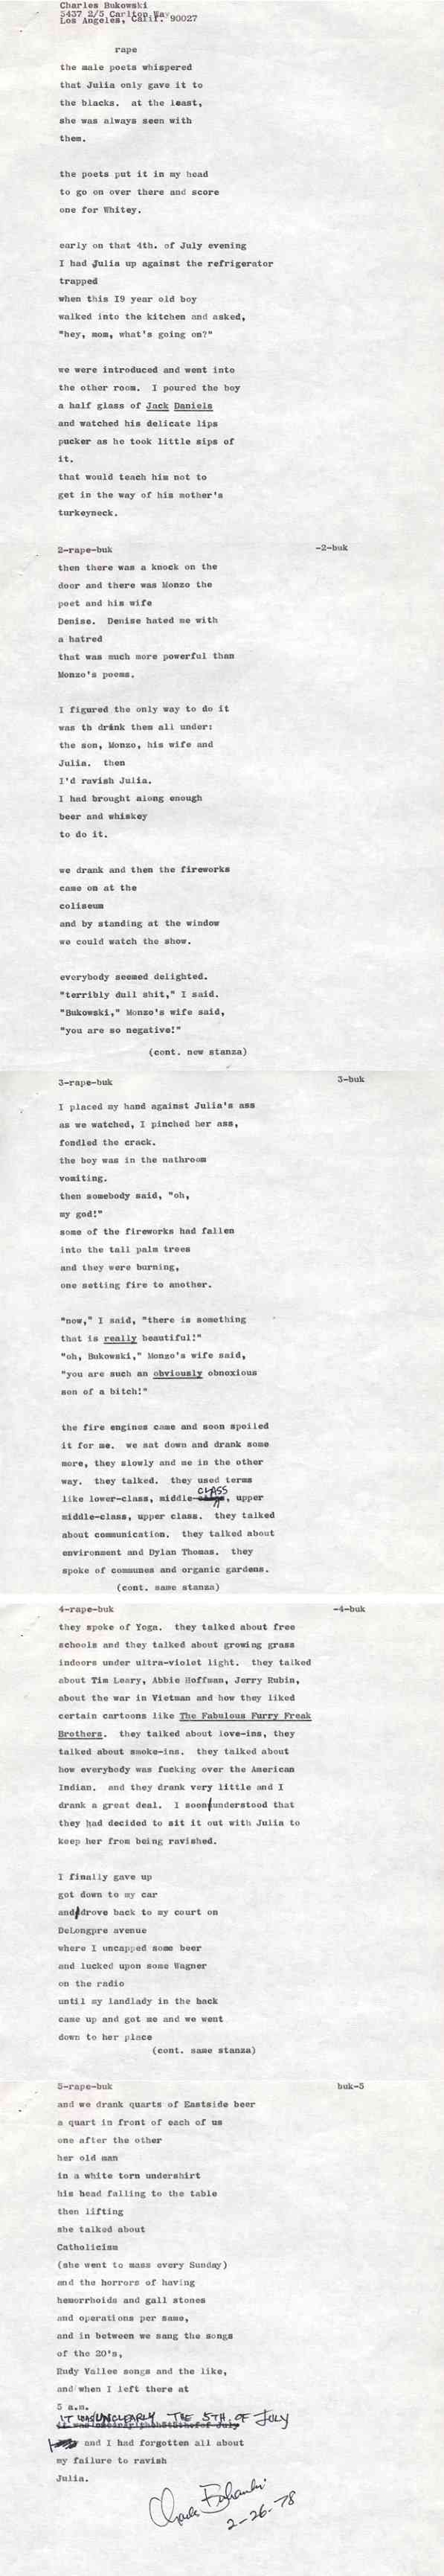 Charles Bukowski
5437 2/5 Carlton Way
Los Angeles, Calif. 90027
rape
the male poets whispered
that Julia only gave it to
the blacks.  at the least,
she was always seen with
them.
the poets put it in my head
to go on over there and score
one for Whitey.
early on that 4th. of July evening
I had Julia up against the refrigerator
trapped
when this I9 year old boy
walked into the kitchen and asked,
"hey, mom, what's going on?"
we were introduced and went into
the other room.  I poured the boy
a half glass of Jack Daniels
and watched his delicate lips
pucker as he took little sips of
it.
that would teach him not to
get in the way of his mother's
turkeyneck.
2-rape-buk -2-buk
then there was a knock on the
door and there was Monzo the
poet and his wife
Denise.  Denise hated me with
a hatred
that was much more powerful than
Monzo's poems.
I figured the only way to do it
was th drink them all under:
the son, Monzo, his wife and
Julia.  then
I'd ravish Julia.
I had brought along enough
beer and whiskey
to do it.
we drank and then the fireworks
came on at the
coliseum
and by standing at the window
we could watch the show.
everybody seemed delighted.
"terribly dull shit," I said.
"Bukowski," Monzo's wife said,
"you are so negative!"
(cont. new stanza)
3-rape-buk 3-buk
I placed my hand against Julia's ass
as we watched, I pinched her ass,
fondled the crack.
the boy was in the nathroom
vomiting.
then somebody said, "oh,
my god!"
some of the fireworks had fallen
into the tall palm trees
and they were burning,
one setting fire to another.
"now," I said, "there is something
that is really beautiful!"
"oh, Bukowski," Monzo's wife said,
"you are such an obviously obnoxious
son of a bitch!"
the fire engines came and soon spoiled
it for me.  we sat down and drank some
more, they slowly and me in the other
way.  they talked.  they used terms
like lower-class, middle-CLASS, upper
middle-class, upper class.  they talked
about communication.  they talked about
environment and Dylan Thomas.  they
spoke of communes and organic gardens.
(cont. same stanza)
4-rape-buk -4-buk
they spoke of Yoga.  they talked about free
schools and they talked about growing grass
indoors under ultra-violet light.  they talked
about Tim Leary, Abbie Hoffman, Jerry Rubin,
about the war in Vietman and how they liked
certain cartoons like The Fabulous Furry Freak
Brothers.  they talked about love-ins, they
talked about smoke-ins.  they talked about
how everybody was fucking over the American
Indian.  and they drank very little and I
drank a great deal.  I soon/understood that
they had decided to sit it out with Julia to
keep her from being ravished.
I finally gave up
got down to my car
and/drove back to my court on
DeLongpre avenue
where I uncapped some beer
and lucked upon some Wagner
on the radio
until my landlady in the back
came up and got me and we went
down to her place
(cont. same stanza)
5-rape-buk buk-5
and we drank quarts of Eastside beer
a quart in front of each of us
one after the other
her old man
in a white torn undershirt
his head falling to the table
then lifting
she talked about
Catholicism
(she went to mass every Sunday)
and the horrors of having
hemorrhoids and gall stones
and operations per same,
and in between we sang the songs
of the 20's,
Rudy Vallee songs and the like,
and when I left there at
5 a.m.
IT WAS UNCLEARLY THE 5TH. OF JULY
and I had forgotten all about
my failure to ravish
Julia.
Charles Bukowski
2-26-78